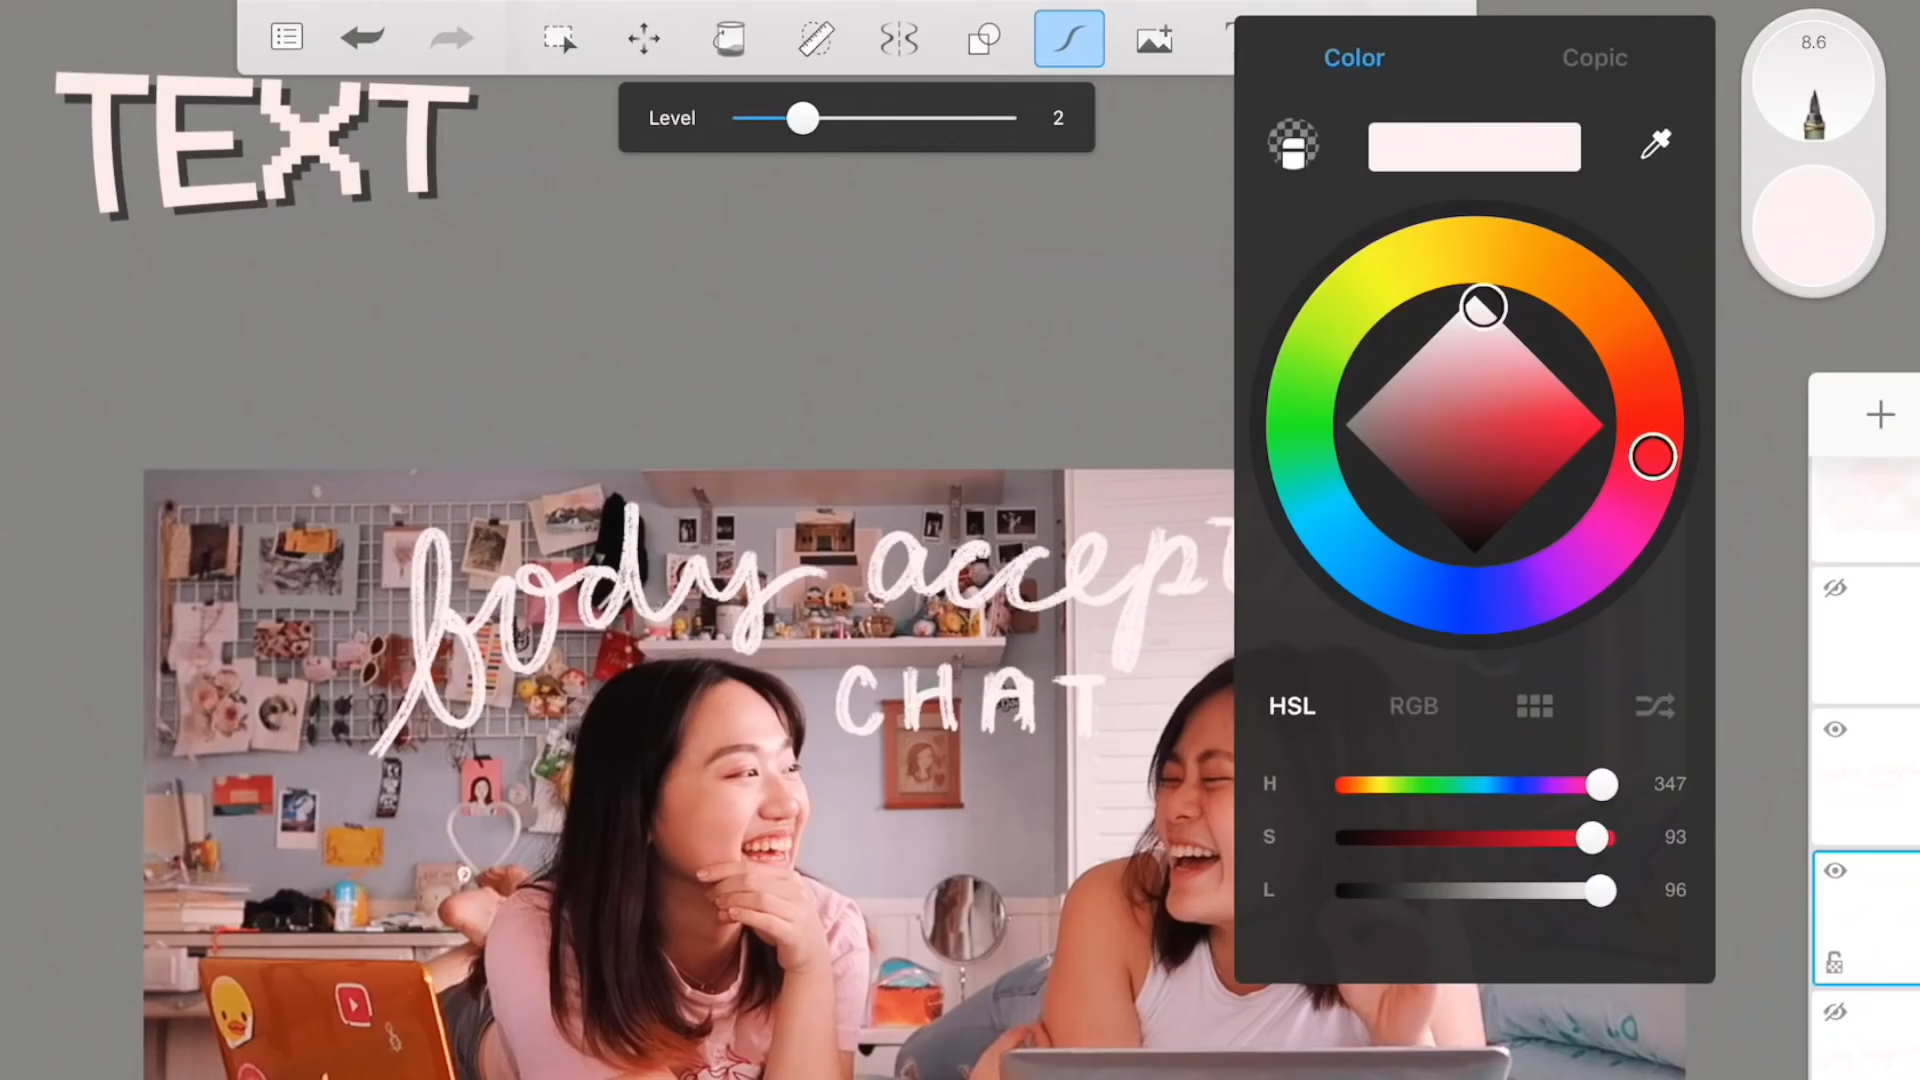 Color
Copic
8.6
TEXT
Level
2
body accept
CHAT
HSL
RGB
H
347
S
93
L
96